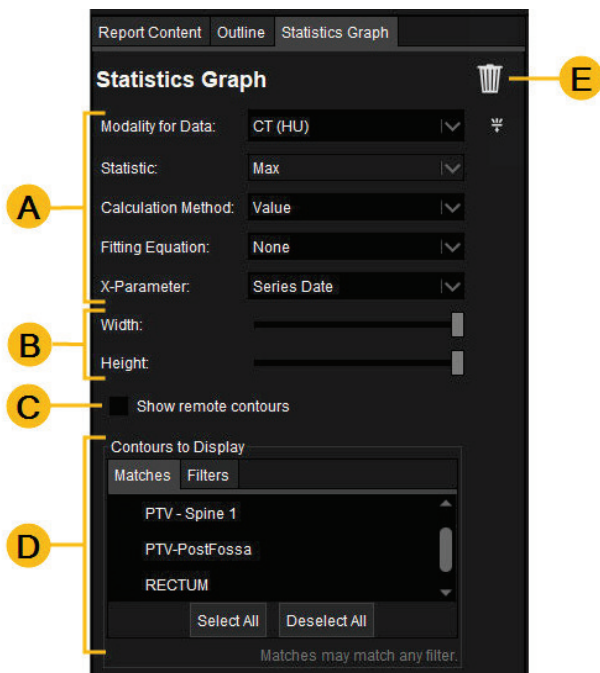 Report Content Outline Statistics Graph
Statistics Graph
E
Modality for Data: CT (HU)
Statistic: Max
A
Calculation Method: Value
Fitting Equation: None
X-Parameter: Series Date
Width:
B
Height:
C
Show remote contours
Contours to Display
Matches Filters
PTV - Spine 1
D
PTV-PostFossa
RECTUM
Select All Deselect All
Matches may match any filter.